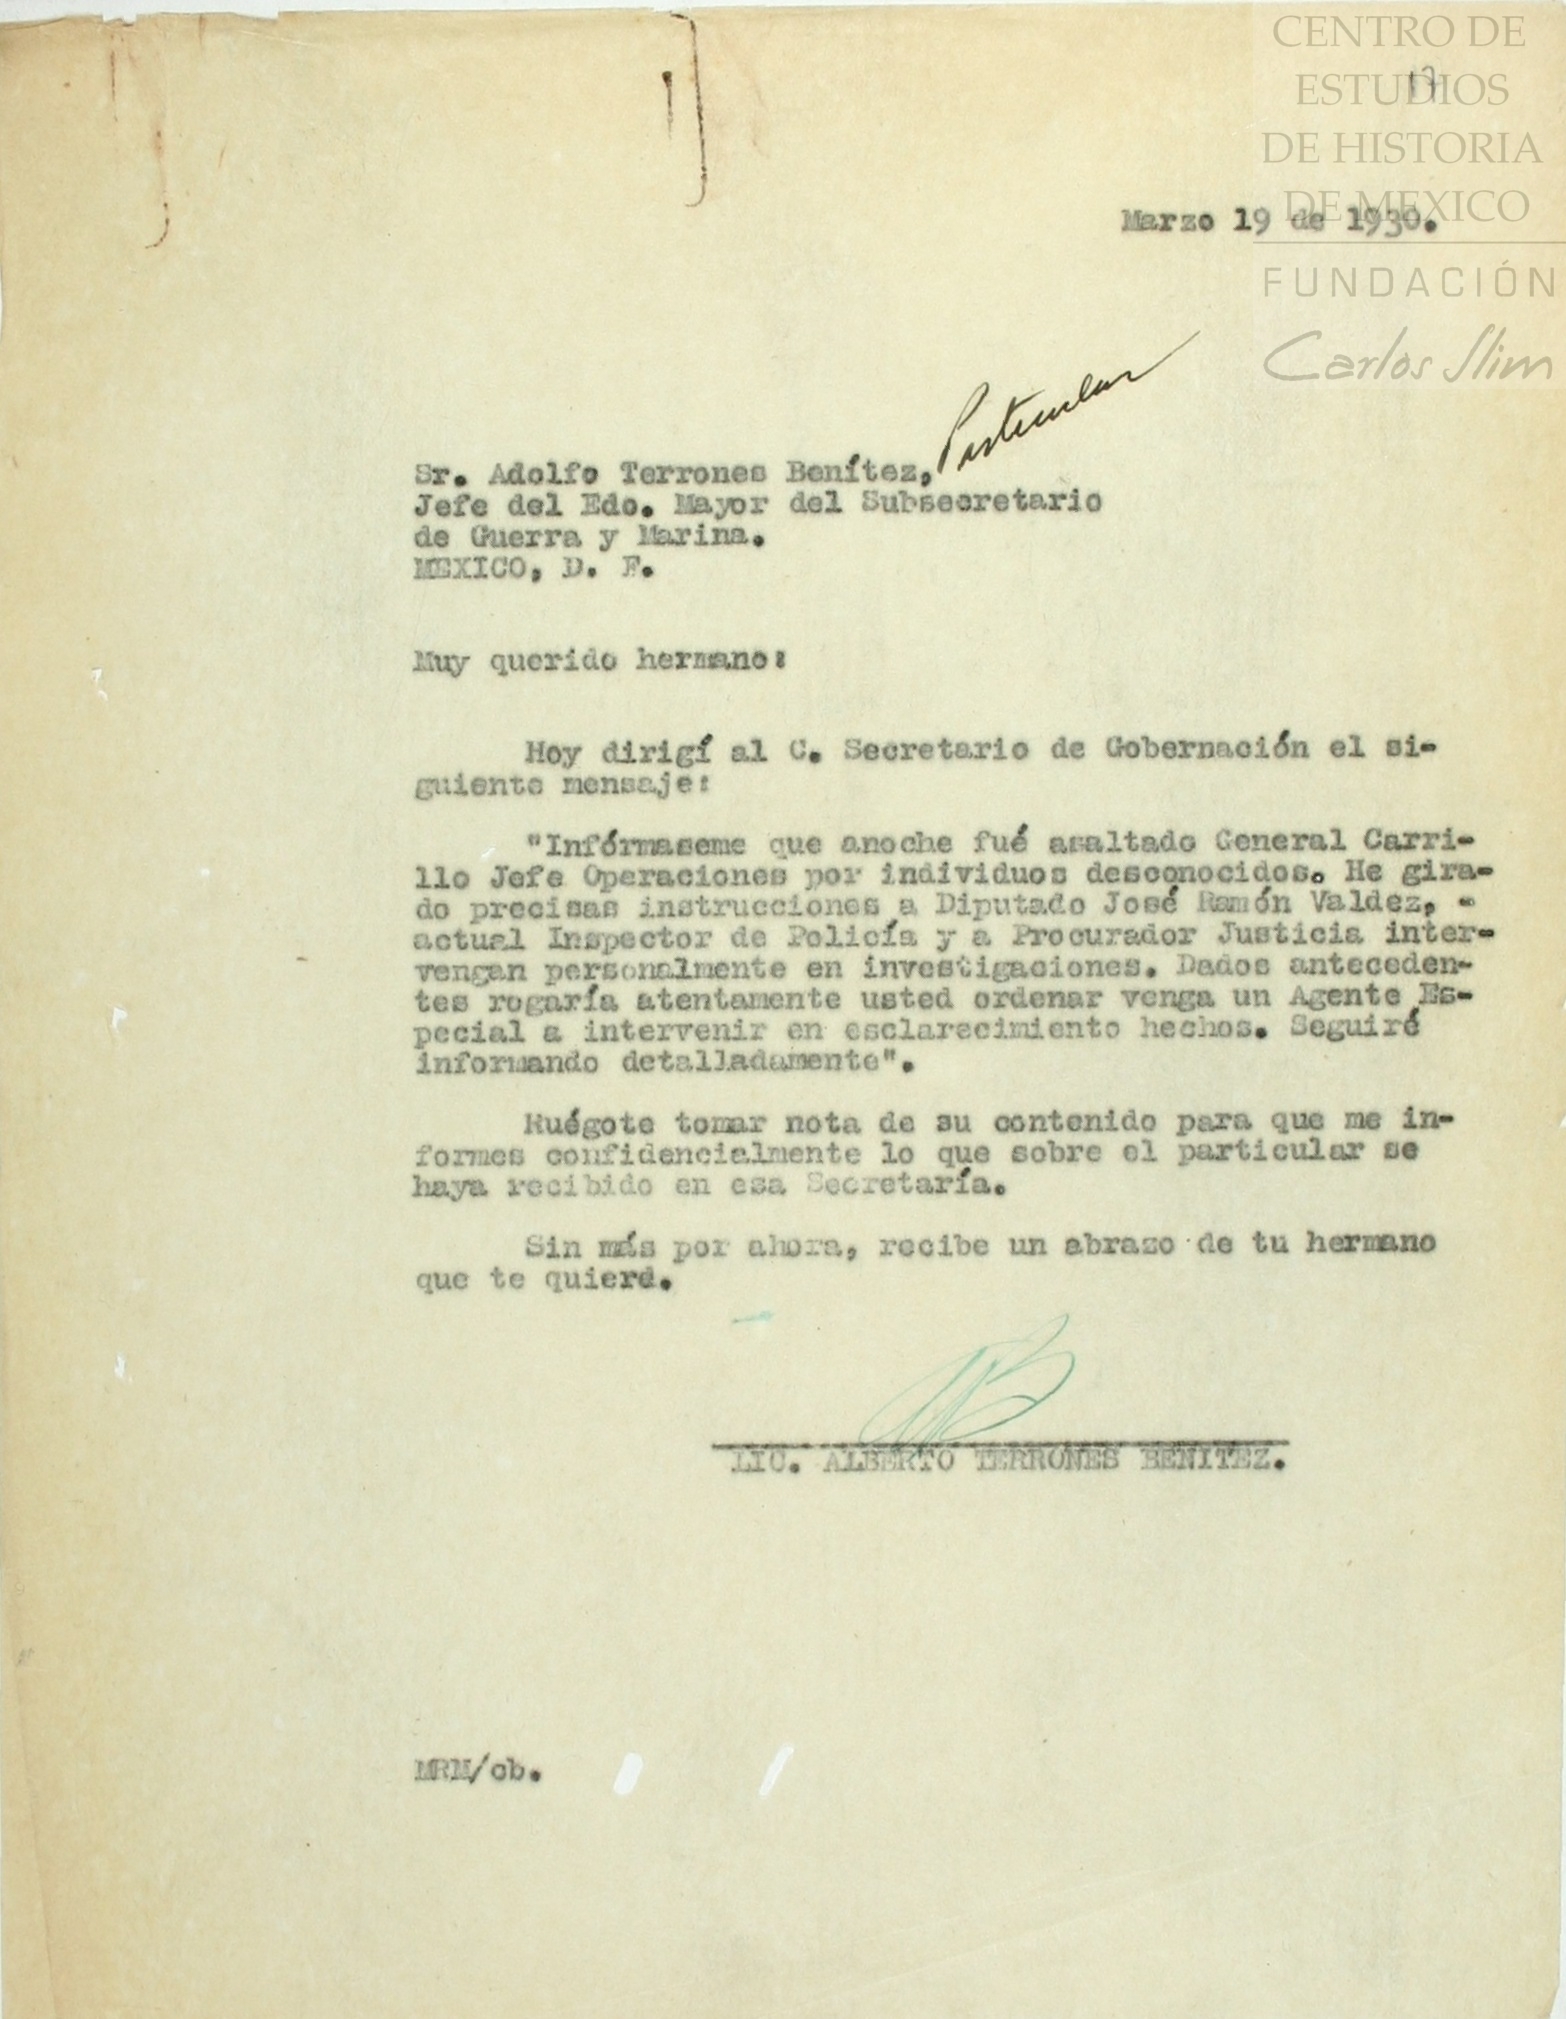 CENTRO DE
ESTUDIOS
DE HISTORIA
DE MEXICO
FUNDACIÓN
Carlos Slim
Marzo 19 de 1930.
Particular
Sr. Adolfo Terrones Benítez,
Jefe del Edo. Mayor del Subsecretario
de Guerra y Marina.
MEXICO, D. F.
Muy querido hermano:
Hoy dirigí al C. Secretario de Gobernación el si-
guiente mensaje:
"Infórmaseme que anoche fué asaltado General Carri-
llo Jefe Operaciones por individuos desconocidos. He gira-
do precisas instrucciones a Diputado José Ramón Valdez, -
actual Inspector de Policía y a Procurador Justicia inter-
vengan personalmente en investigaciones. Dados anteceden-
tes rogaría atentamente usted ordenar venga un Agente Es-
pecial a intervenir en esclarecimiento hechos. Seguiré
informando detalladamente".
Ruégote tomar nota de su contenido para que me in-
formes confidencialmente lo que sobre el particular se
haya recibido en esa Secretaría.
Sin más por ahora, recibe un abrazo de tu hermano
que te quiere.
LIC. ALBERTO TERRONES BENITEZ.
MRM/cb.